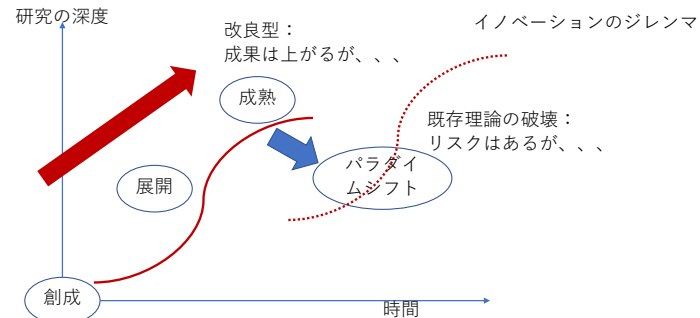 研究の深度
イノベーションのジレンマ
改良型：
成果は上がるが、、、
成熟
既存理論の破壊：
リスクはあるが、、、
パラダイ
ムシフト
展開
創成
時間